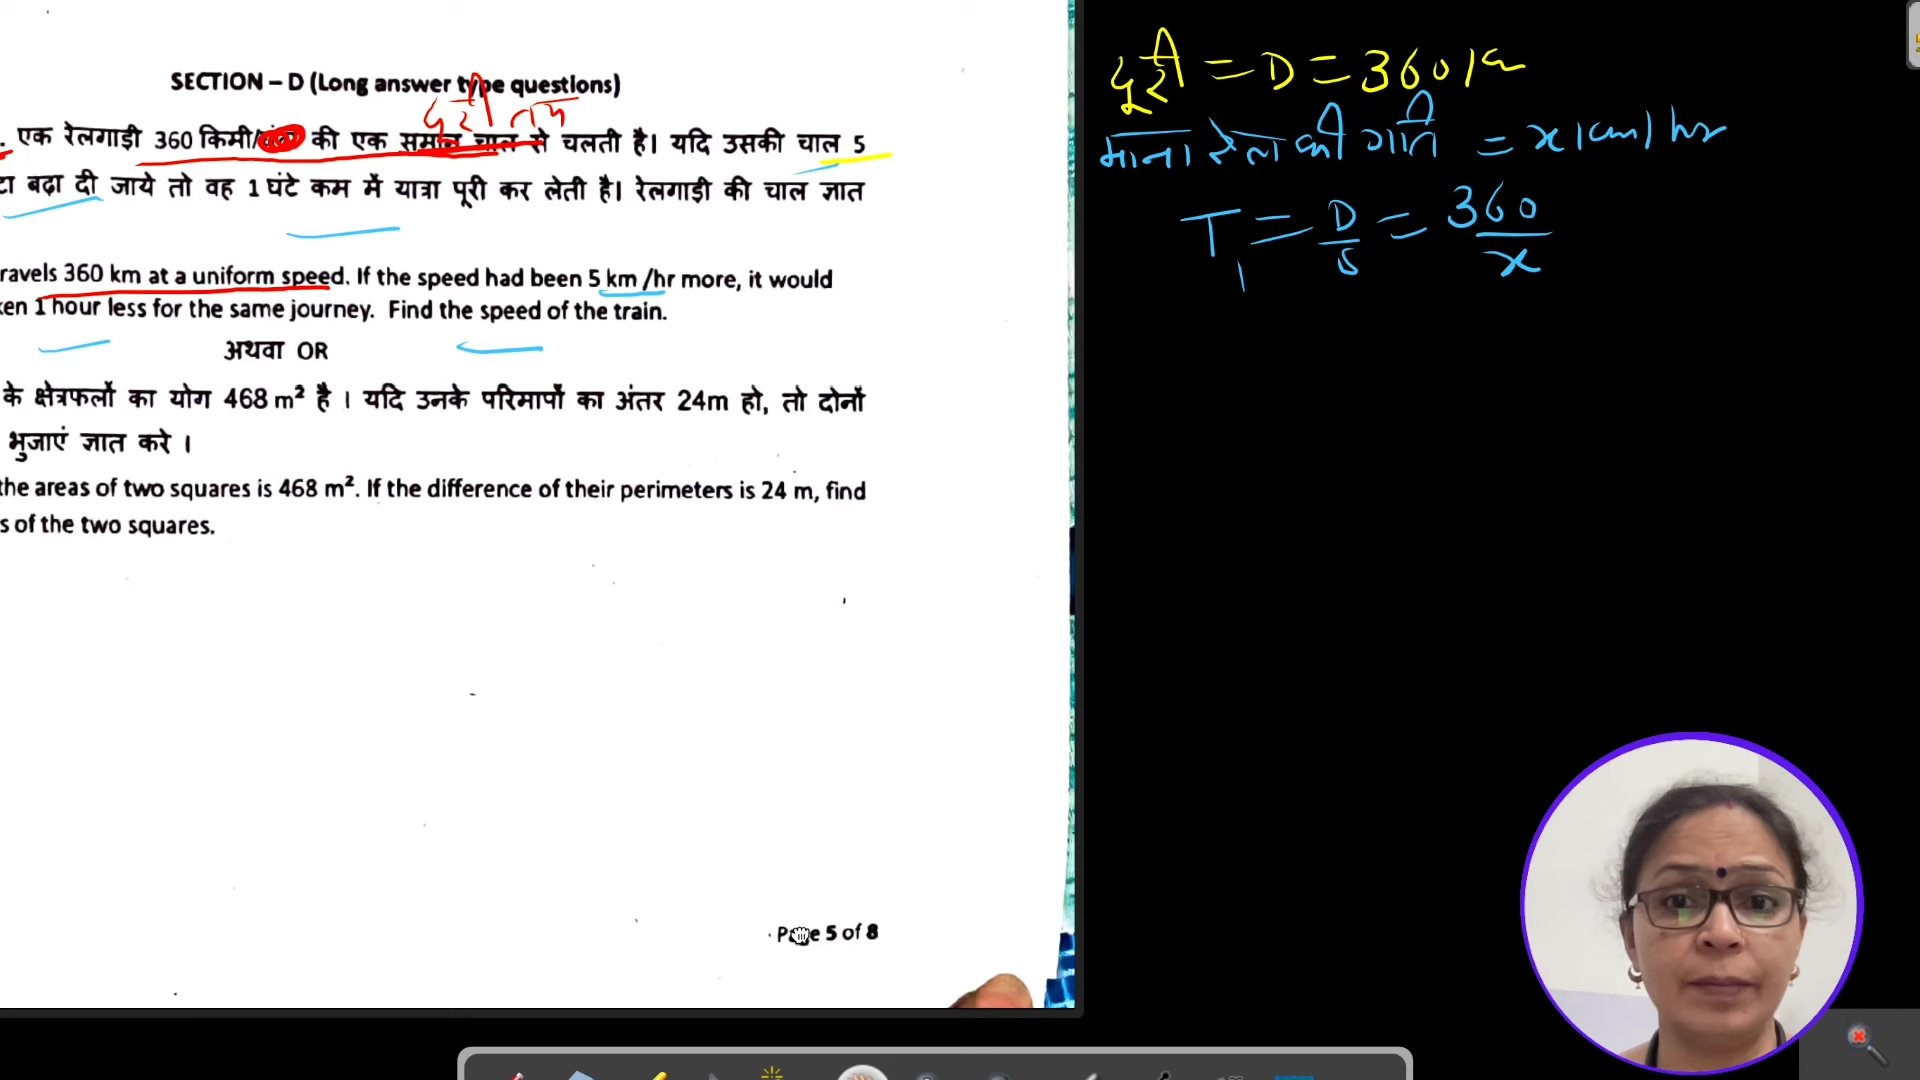 SECTION – D (Long answer type questions)
दूरी तय
. एक रेलगाड़ी 360 किमी/ की एक समान चाल से चलती है। यदि उसकी चाल 5
टा बढ़ा दी जाये तो वह 1 घंटे कम में यात्रा पूरी कर लेती है। रेलगाड़ी की चाल ज्ञात
ravels 360 km at a uniform speed. If the speed had been 5 km /hr more, it would
ken 1 hour less for the same journey. Find the speed of the train.
अथवा OR
के क्षेत्रफलों का योग 468 m² है । यदि उनके परिमापों का अंतर 24m हो, तो दोनों
भुजाएं ज्ञात करे ।
the areas of two squares is 468 m². If the difference of their perimeters is 24 m, find
s of the two squares.
Page 5 of 8
दूरी = D = 360 km
माना रेल की गति = x km/hr
T₁ = D/S = 360/x